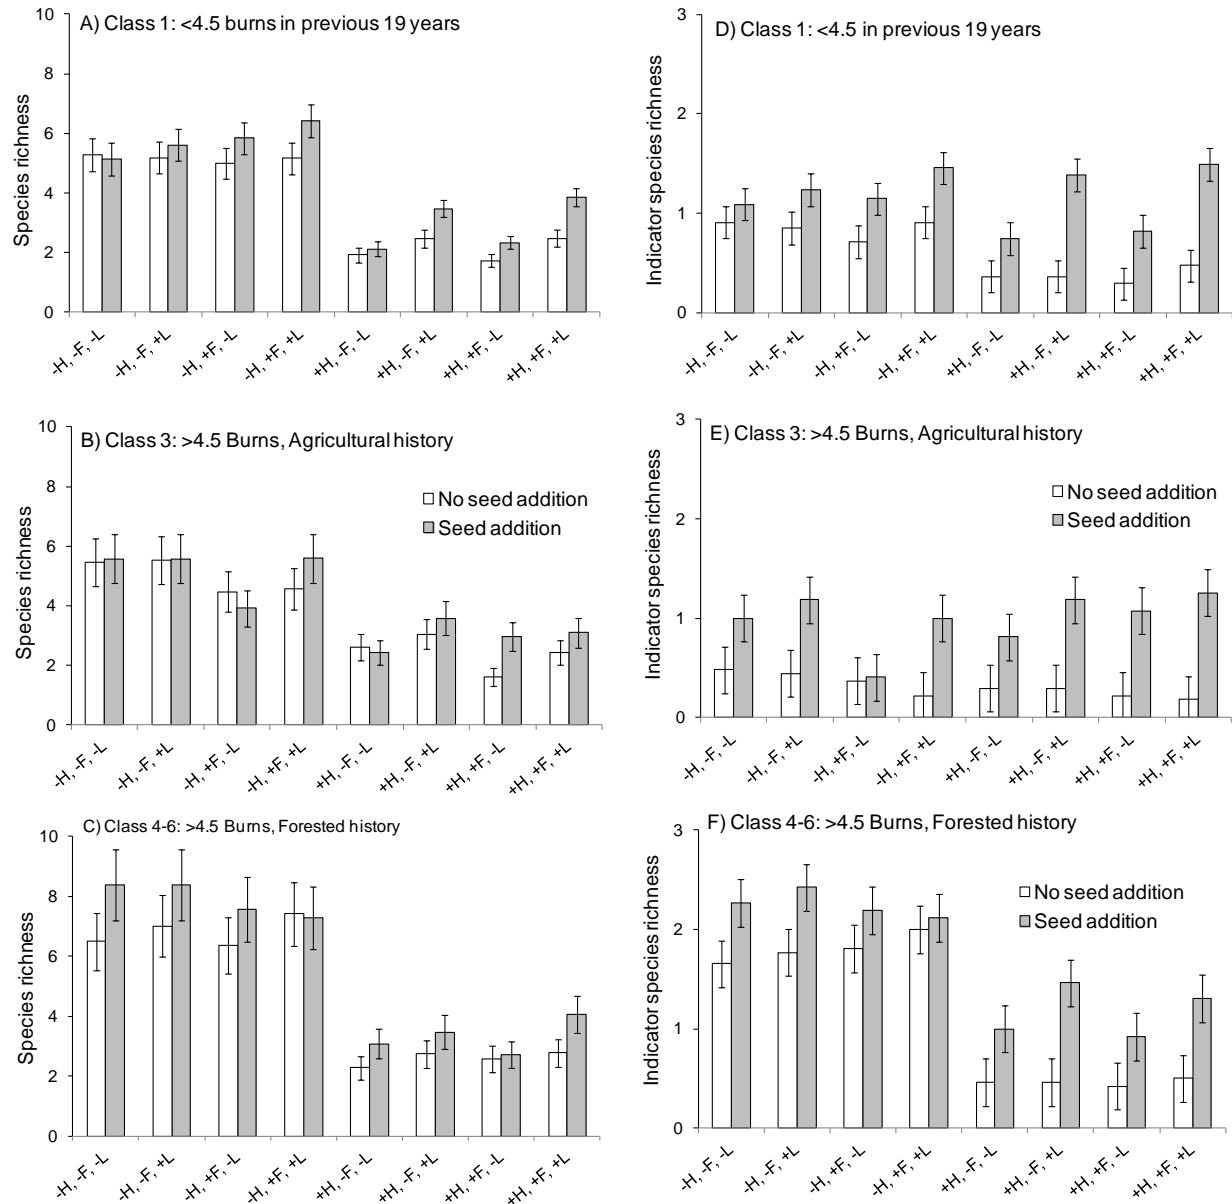 A) Class 1: <4.5 burns in previous 19 years
Species richness
10
8
6
4
2
0
-H, -F, -L
-H, -F, +L
-H, +F, -L
-H, +F, +L
+H, -F, -L
+H, -F, +L
+H, +F, -L
+H, +F, +L
D) Class 1: <4.5 in previous 19 years
Indicator species richness
3
2
1
0
-H, -F, -L
-H, -F, +L
-H, +F, -L
-H, +F, +L
+H, -F, -L
+H, -F, +L
+H, +F, -L
+H, +F, +L
B) Class 3: >4.5 Burns, Agricultural history
Species richness
10
8
6
4
2
0
No seed addition
Seed addition
-H, -F, -L
-H, -F, +L
-H, +F, -L
-H, +F, +L
+H, -F, -L
+H, -F, +L
+H, +F, -L
+H, +F, +L
E) Class 3: >4.5 Burns, Agricultural history
Indicator species richness
3
2
1
0
No seed addition
Seed addition
-H, -F, -L
-H, -F, +L
-H, +F, -L
-H, +F, +L
+H, -F, -L
+H, -F, +L
+H, +F, -L
+H, +F, +L
C) Class 4-6: >4.5 Burns, Forested history
Species richness
10
8
6
4
2
0
-H, -F, -L
-H, -F, +L
-H, +F, -L
-H, +F, +L
+H, -F, -L
+H, -F, +L
+H, +F, -L
+H, +F, +L
F) Class 4-6: >4.5 Burns, Forested history
Indicator species richness
3
2
1
0
No seed addition
Seed addition
-H, -F, -L
-H, -F, +L
-H, +F, -L
-H, +F, +L
+H, -F, -L
+H, -F, +L
+H, +F, -L
+H, +F, +L